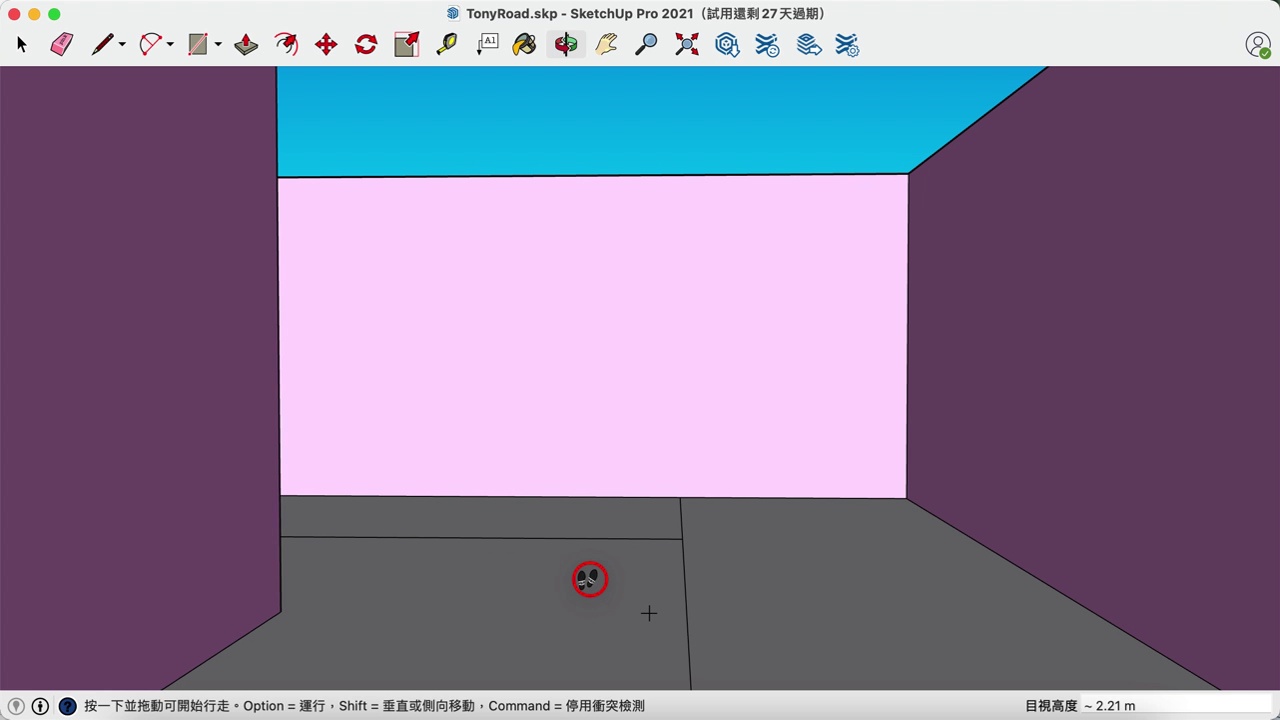 TonyRoad.skp - SketchUp Pro 2021（試用還剩 27 天過期）
A1
按一下並拖動可開始行走。Option = 運行，Shift = 垂直或側向移動，Command = 停用衝突檢測
目視高度 ~ 2.21 m